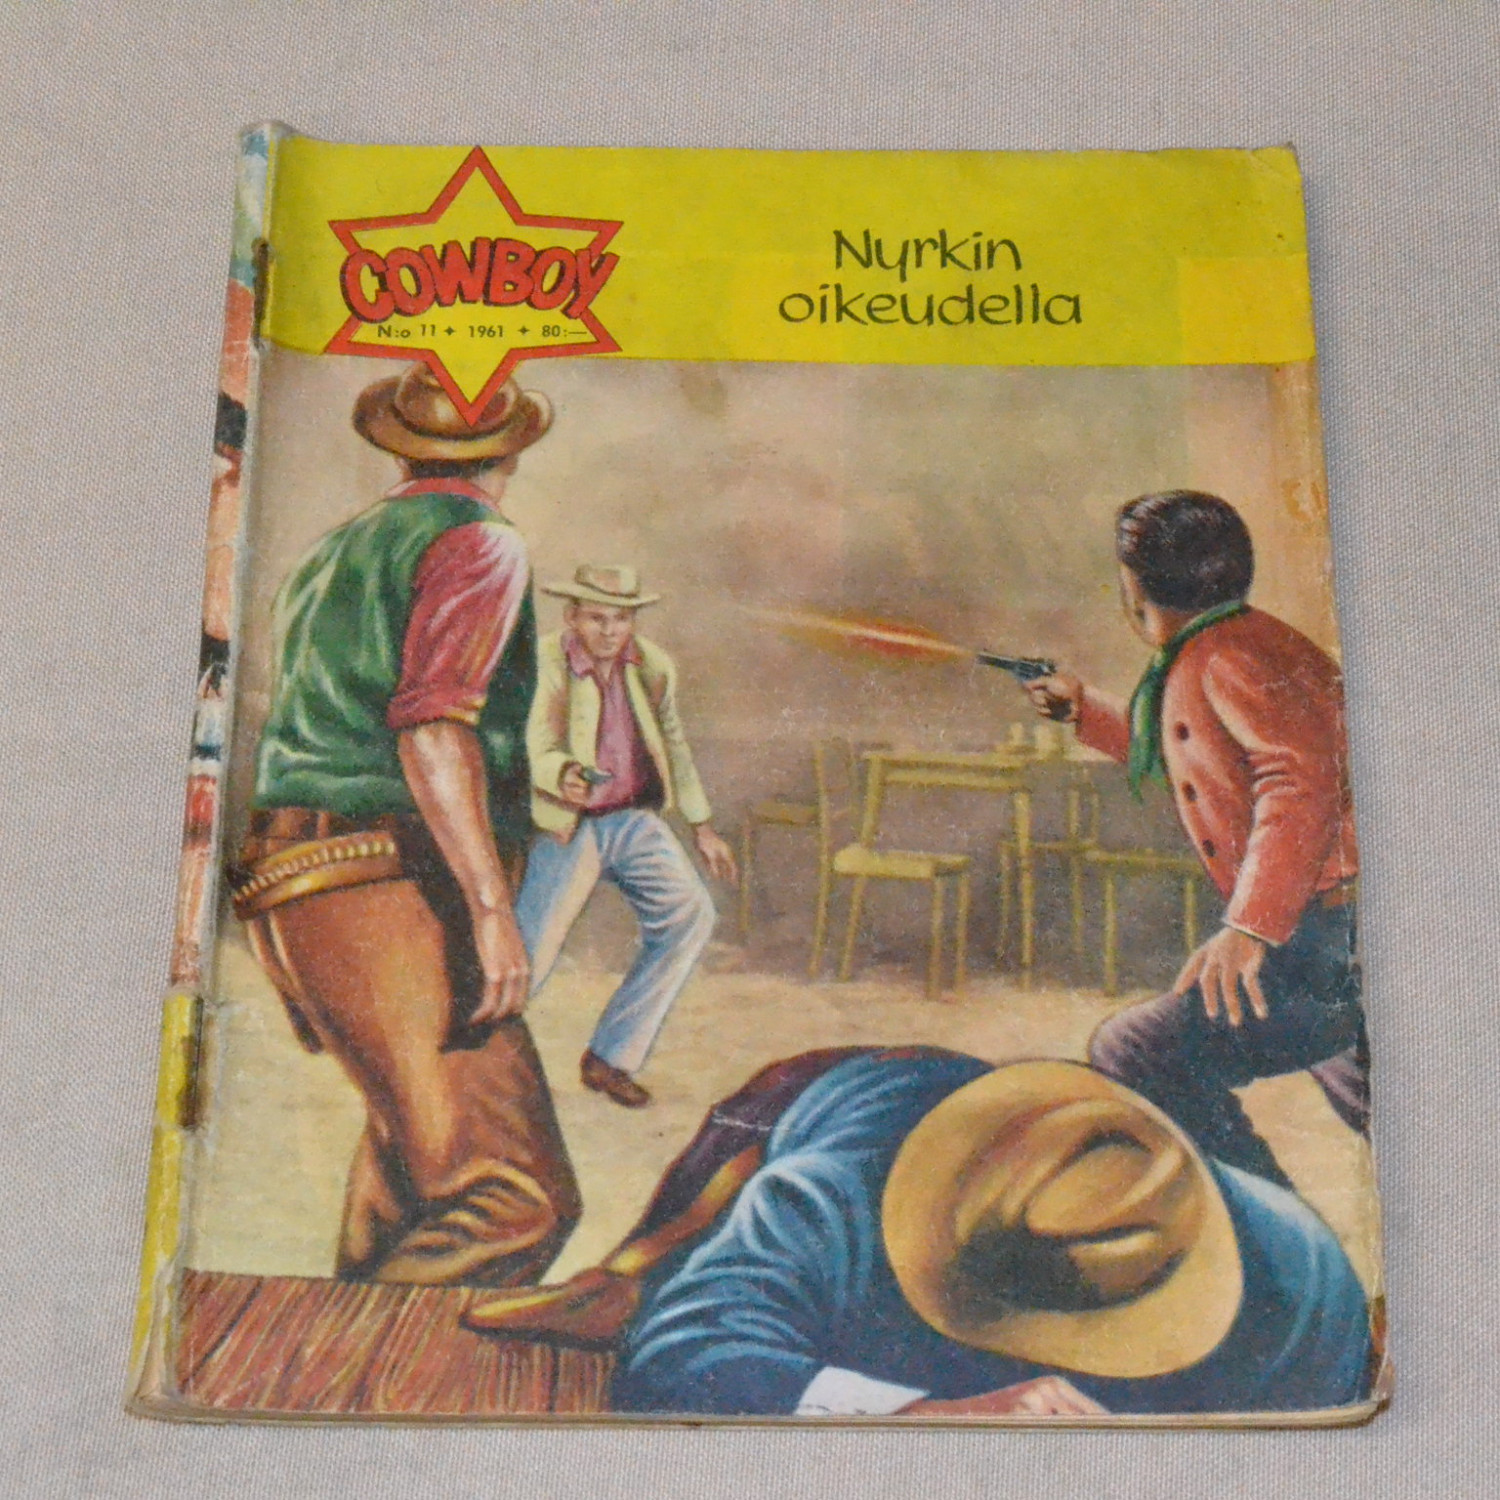 COWBOY
N:o 11 + 1961 + 80:—
Nyrkin
oikeudella